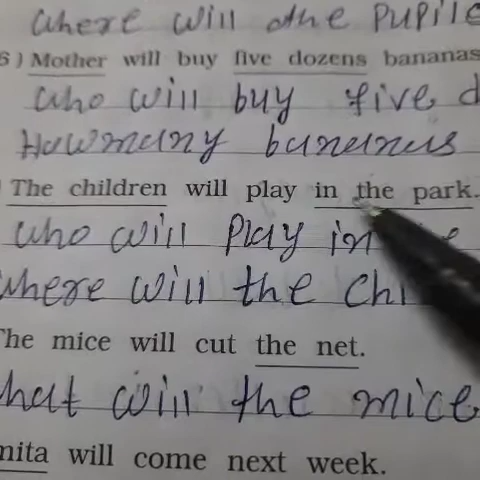 where will the pupils
6) Mother will buy five dozens bananas
who will buy five d
How many bananas
The children will play in the park.
who will play in the
where will the Chi
The mice will cut the net.
what will the mice
mita will come next week.